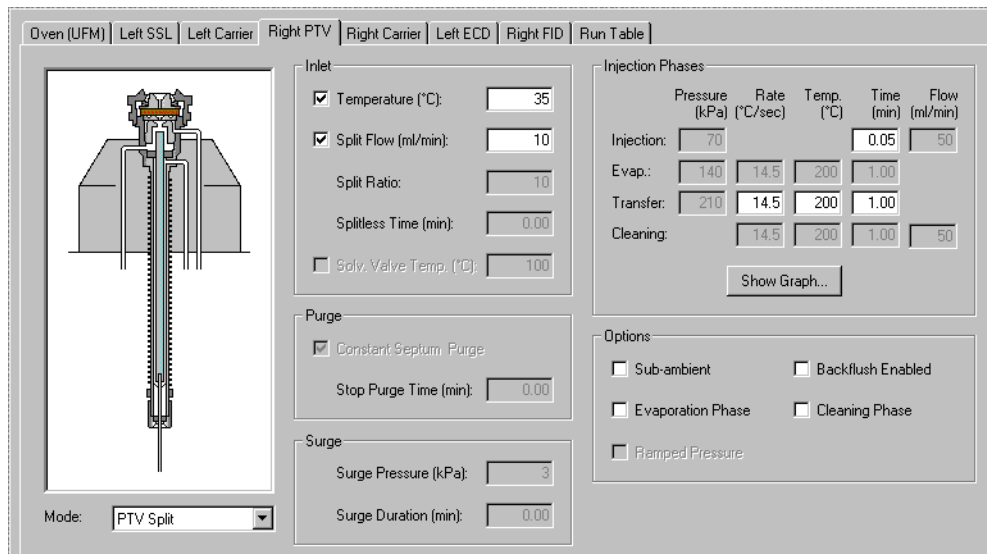 Oven (UFM) Left SSL Left Carrier Right PTV Right Carrier Left ECD Right FID Run Table
Inlet
Temperature (°C): 35
Split Flow (ml/min): 10
Split Ratio: 10
Splitless Time (min): 0.00
Solv. Valve Temp. (°C): 100
Purge
Constant Septum Purge
Stop Purge Time (min): 0.00
Surge
Surge Pressure (kPa): 3
Surge Duration (min): 0.00
Mode: PTV Split
Injection Phases
Pressure Rate Temp. Time Flow
(kPa) (°C/sec) (°C) (min) (ml/min)
Injection: 70 0.05 50
Evap.: 140 14.5 200 1.00
Transfer: 210 14.5 200 1.00
Cleaning: 14.5 200 1.00 50
Show Graph...
Options
Sub-ambient Backflush Enabled
Evaporation Phase Cleaning Phase
Ramped Pressure